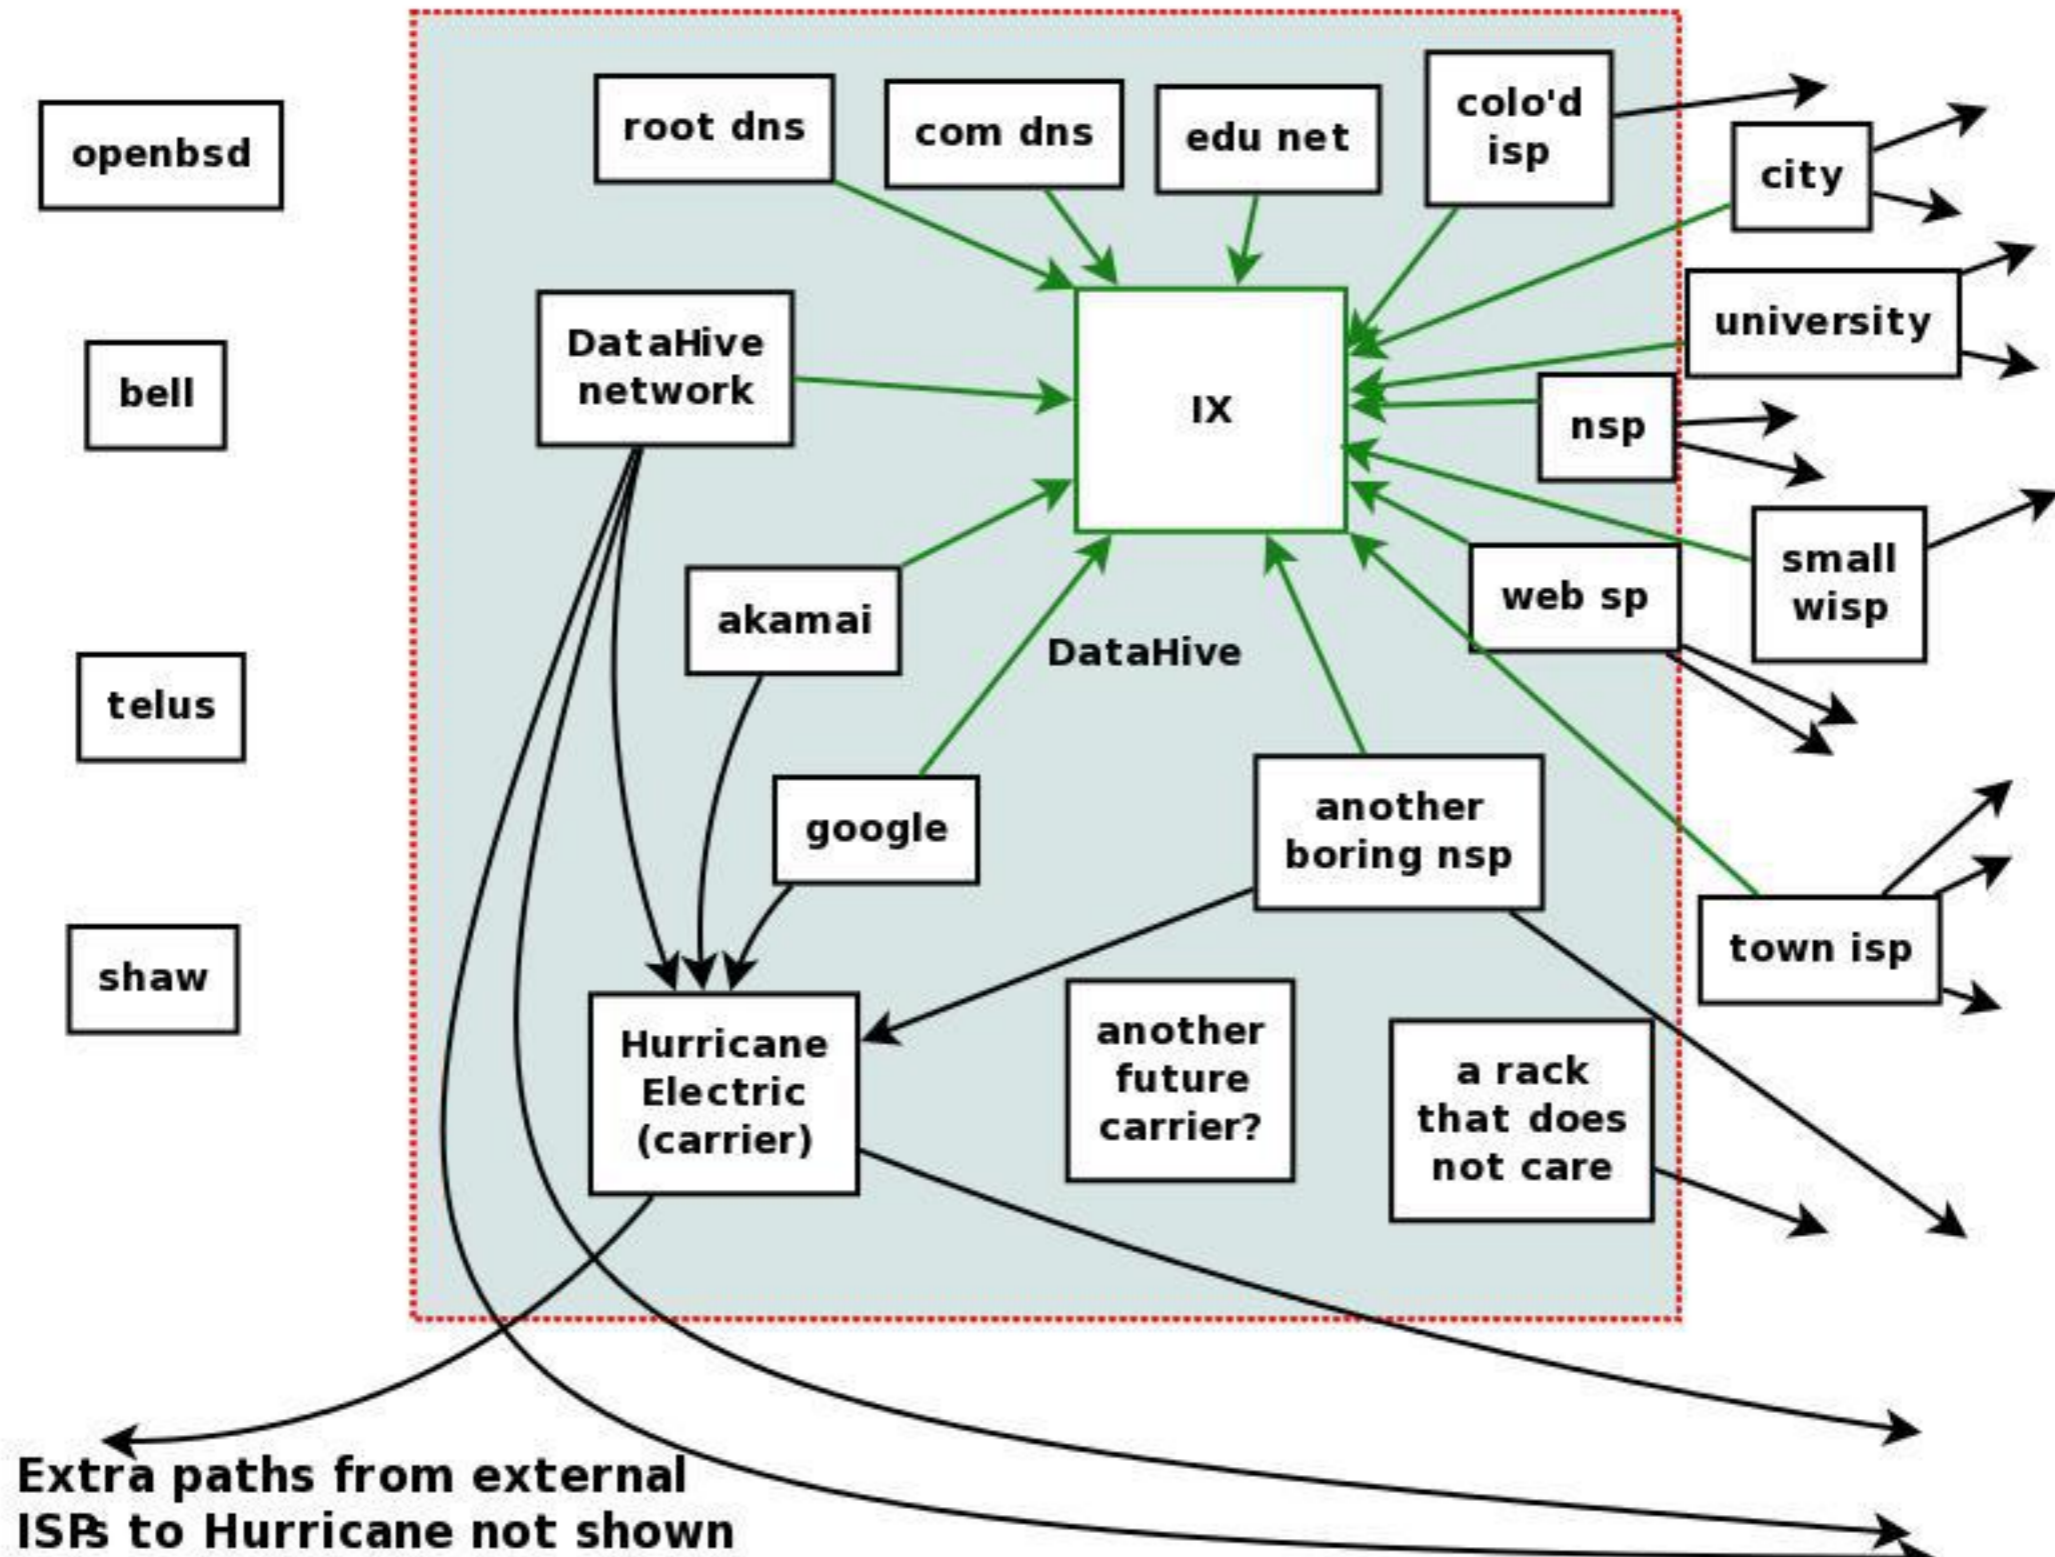 openbsd
root dns
com dns
edu net
colo'd
isp
city
university
DataHive
network
IX
bell
nsp
small
wisp
web sp
akamai
DataHive
telus
google
another
boring nsp
town isp
shaw
Hurricane
Electric
(carrier)
another
future
carrier?
a rack
that does
not care
Extra paths from external
ISPs to Hurricane not shown